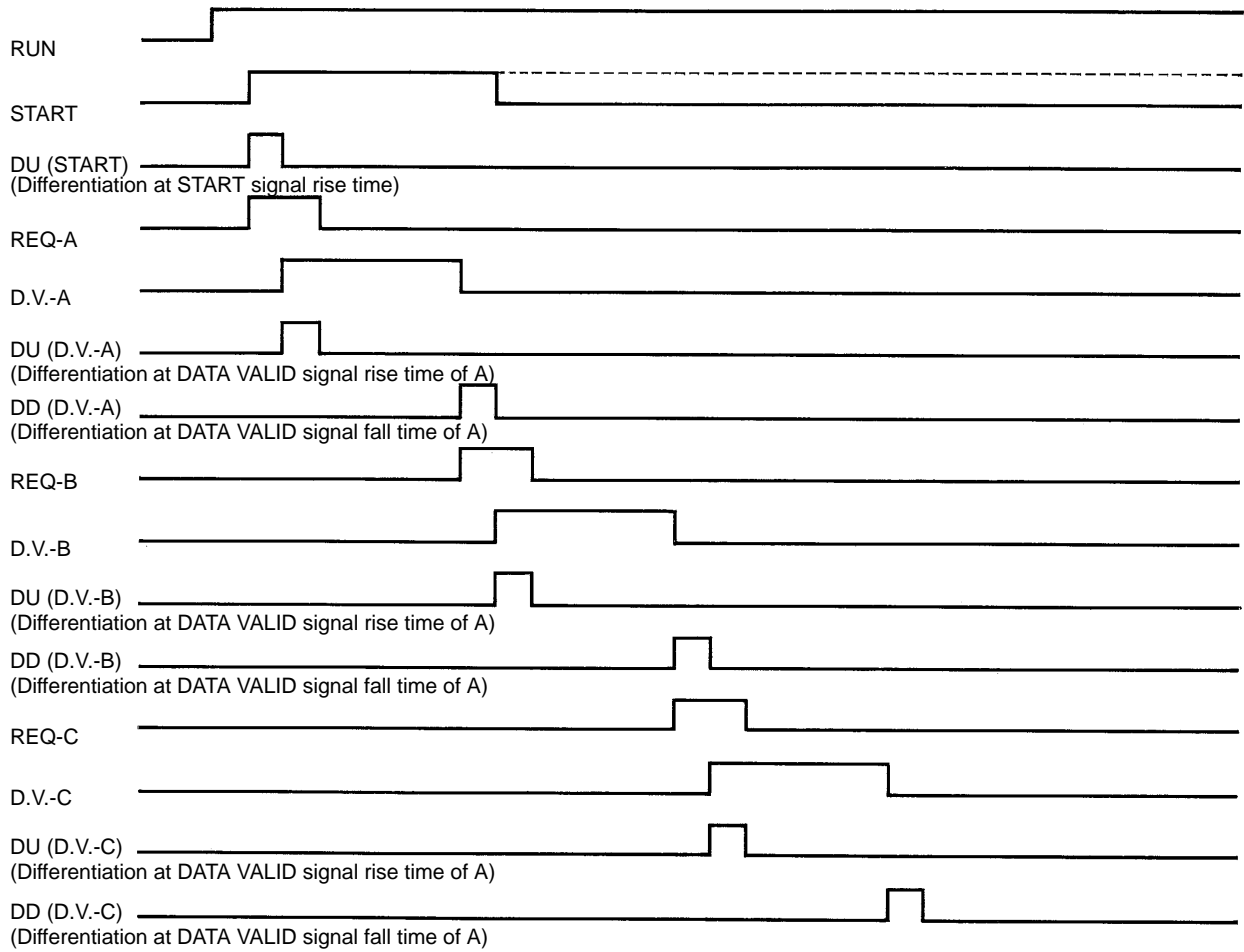 RUN
START
DU (START)
(Differentiation at START signal rise time)
REQ-A
D.V.-A
DU (D.V.-A)
(Differentiation at DATA VALID signal rise time of A)
DD (D.V.-A)
(Differentiation at DATA VALID signal fall time of A)
REQ-B
D.V.-B
DU (D.V.-B)
(Differentiation at DATA VALID signal rise time of A)
DD (D.V.-B)
(Differentiation at DATA VALID signal fall time of A)
REQ-C
D.V.-C
DU (D.V.-C)
(Differentiation at DATA VALID signal rise time of A)
DD (D.V.-C)
(Differentiation at DATA VALID signal fall time of A)